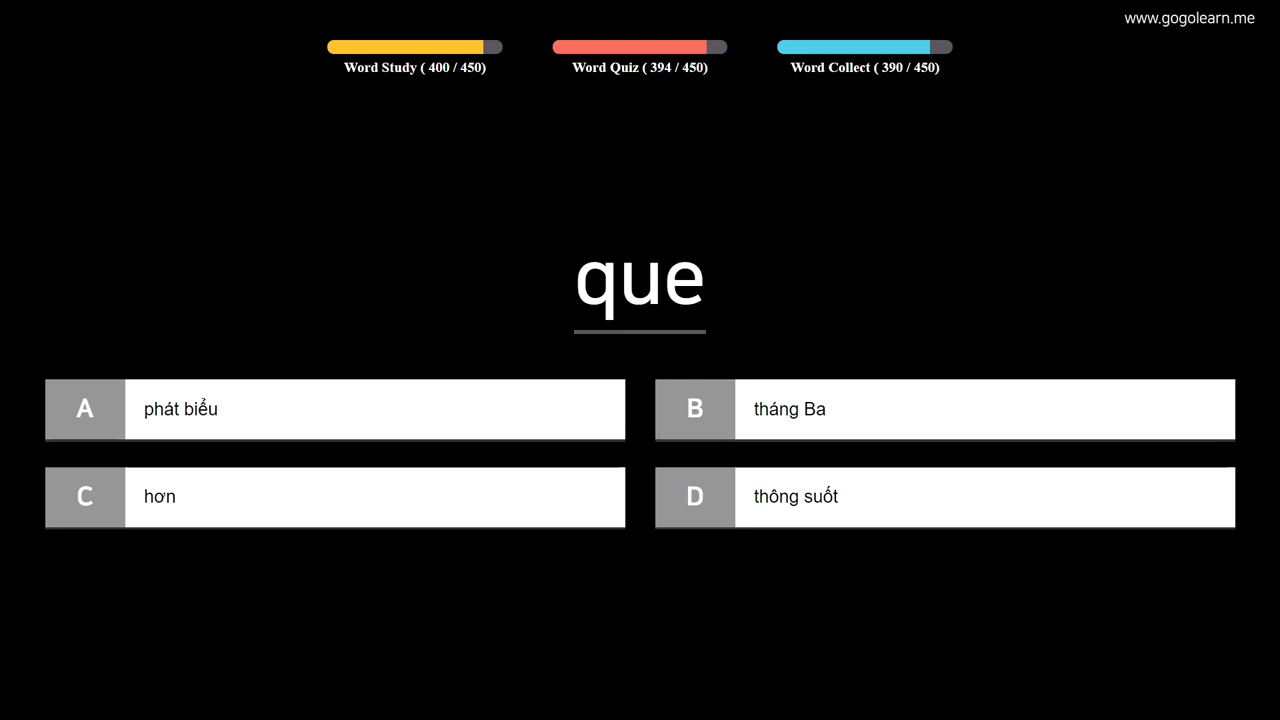 www.gogolearn.me
Word Study ( 400 / 450)
Word Quiz ( 394 / 450)
Word Collect ( 390 / 450)
que
A phát biểu
B tháng Ba
C hơn
D thông suốt